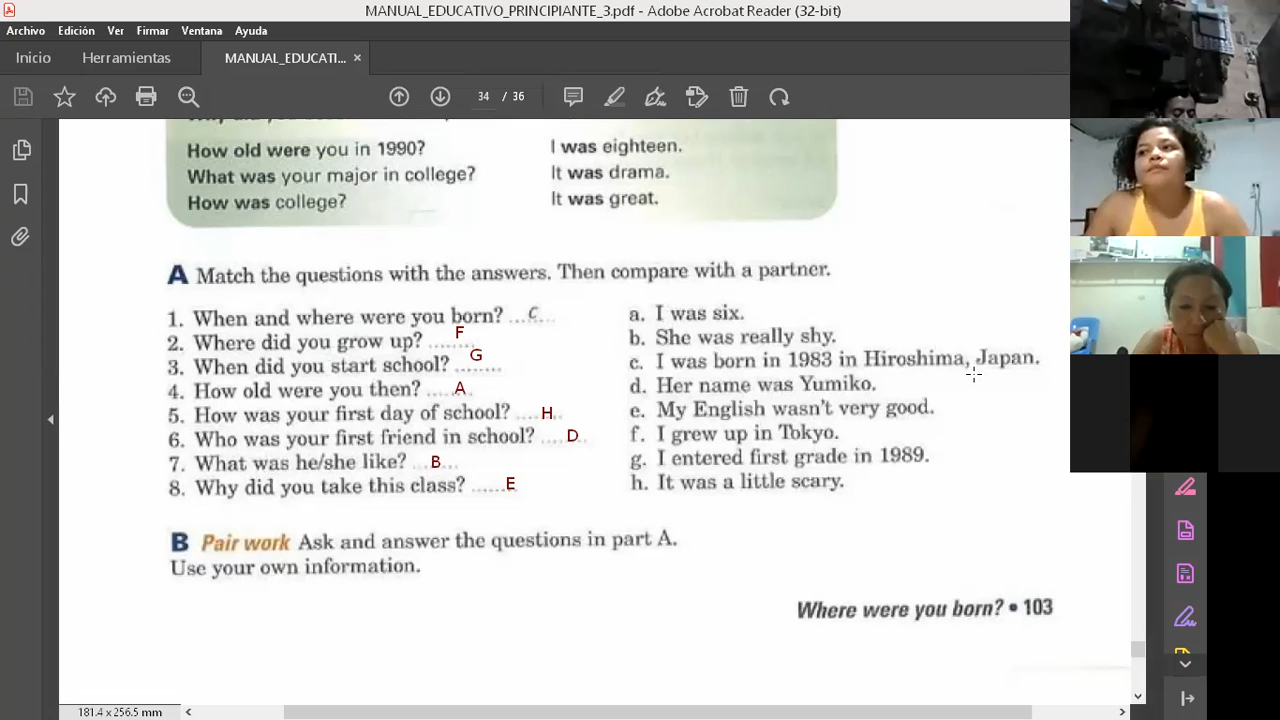 MANUAL_EDUCATIVO_PRINCIPIANTE_3.pdf - Adobe Acrobat Reader (32-bit)
Archivo Edición Ver Firmar Ventana Ayuda
Inicio Herramientas MANUAL_EDUCATI... ×
34 / 36
How old were you in 1990? I was eighteen.
What was your major in college? It was drama.
How was college? It was great.
A Match the questions with the answers. Then compare with a partner.
1. When and where were you born? ....C.... a. I was six.
2. Where did you grow up? ...F..... b. She was really shy.
3. When did you start school? ...G..... c. I was born in 1983 in Hiroshima, Japan.
4. How old were you then? .....A.. d. Her name was Yumiko.
5. How was your first day of school? ....H.. e. My English wasn't very good.
6. Who was your first friend in school? ....D.. f. I grew up in Tokyo.
7. What was he/she like? ...B.... g. I entered first grade in 1989.
8. Why did you take this class? ......E. h. It was a little scary.
B Pair work Ask and answer the questions in part A.
Use your own information.
Where were you born? • 103
181.4 x 256.5 mm